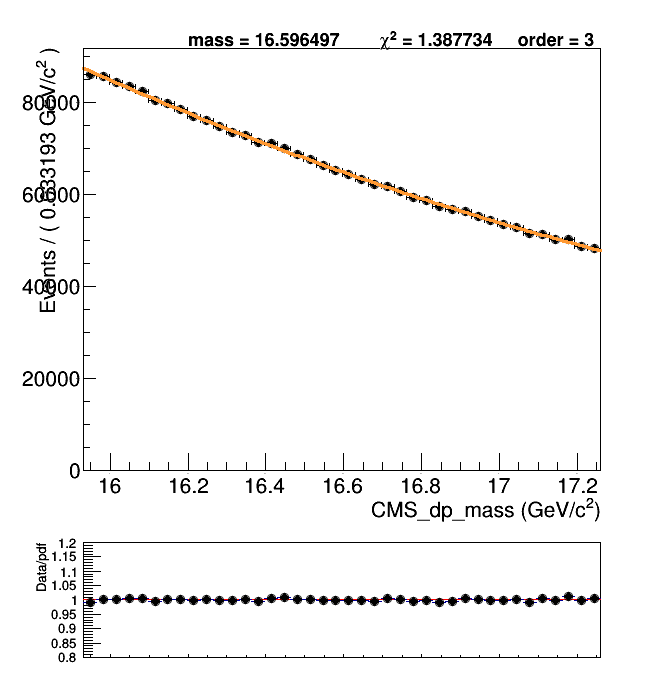 mass = 16.596497 χ² = 1.387734 order = 3
Events / ( 0.033193 GeV/c² )
80000
60000
40000
20000
0
16 16.2 16.4 16.6 16.8 17 17.2
CMS_dp_mass (GeV/c²)
Data/pdf
1.2
1.15
1.1
1.05
1
0.95
0.9
0.85
0.8